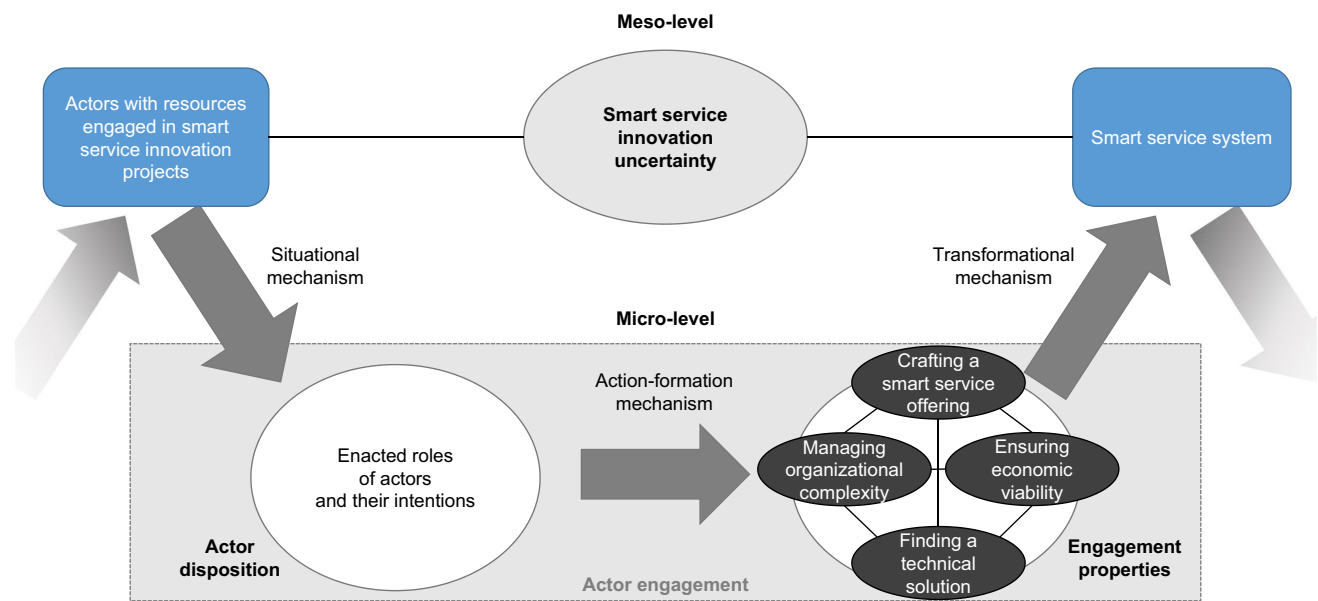 Meso-level
Actors with resources
engaged in smart
service innovation
projects
Smart service
innovation
uncertainty
Smart service system
Situational
mechanism
Transformational
mechanism
Micro-level
Enacted roles
of actors
and their intentions
Action-formation
mechanism
Crafting a
smart service
offering
Managing
organizational
complexity
Ensuring
economic
viability
Finding a
technical
solution
Actor
disposition
Actor engagement
Engagement
properties